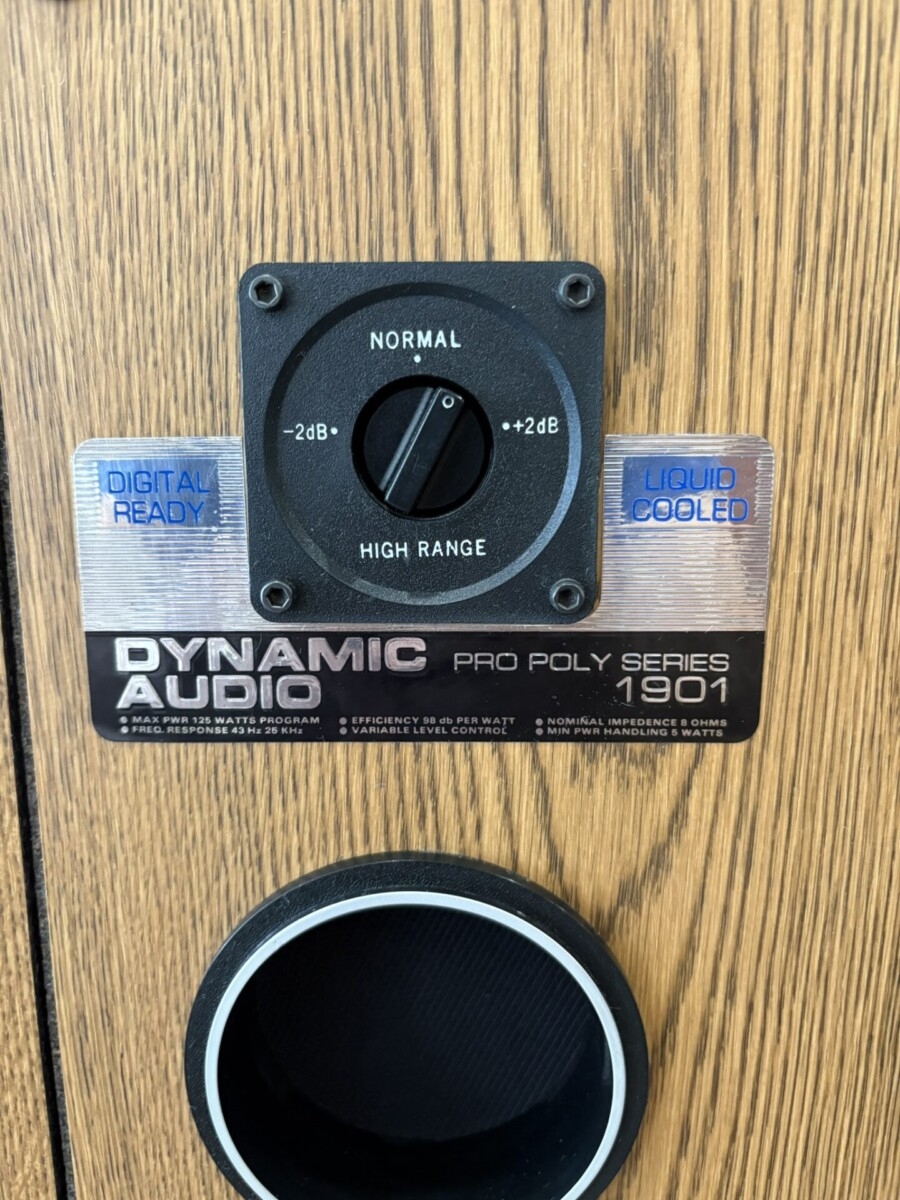 NORMAL
-2dB• •+2dB
HIGH RANGE
DIGITAL
READY
LIQUID
COOLED
DYNAMIC
AUDIO
PRO POLY SERIES
1901
• MAX PWR 125 WATTS PROGRAM
• FREQ. RESPONSE 43 Hz 25 KHz
• EFFICIENCY 98 db PER WATT
• VARIABLE LEVEL CONTROL
• NOMINAL IMPEDENCE 8 OHMS
• MIN PWR HANDLING 5 WATTS